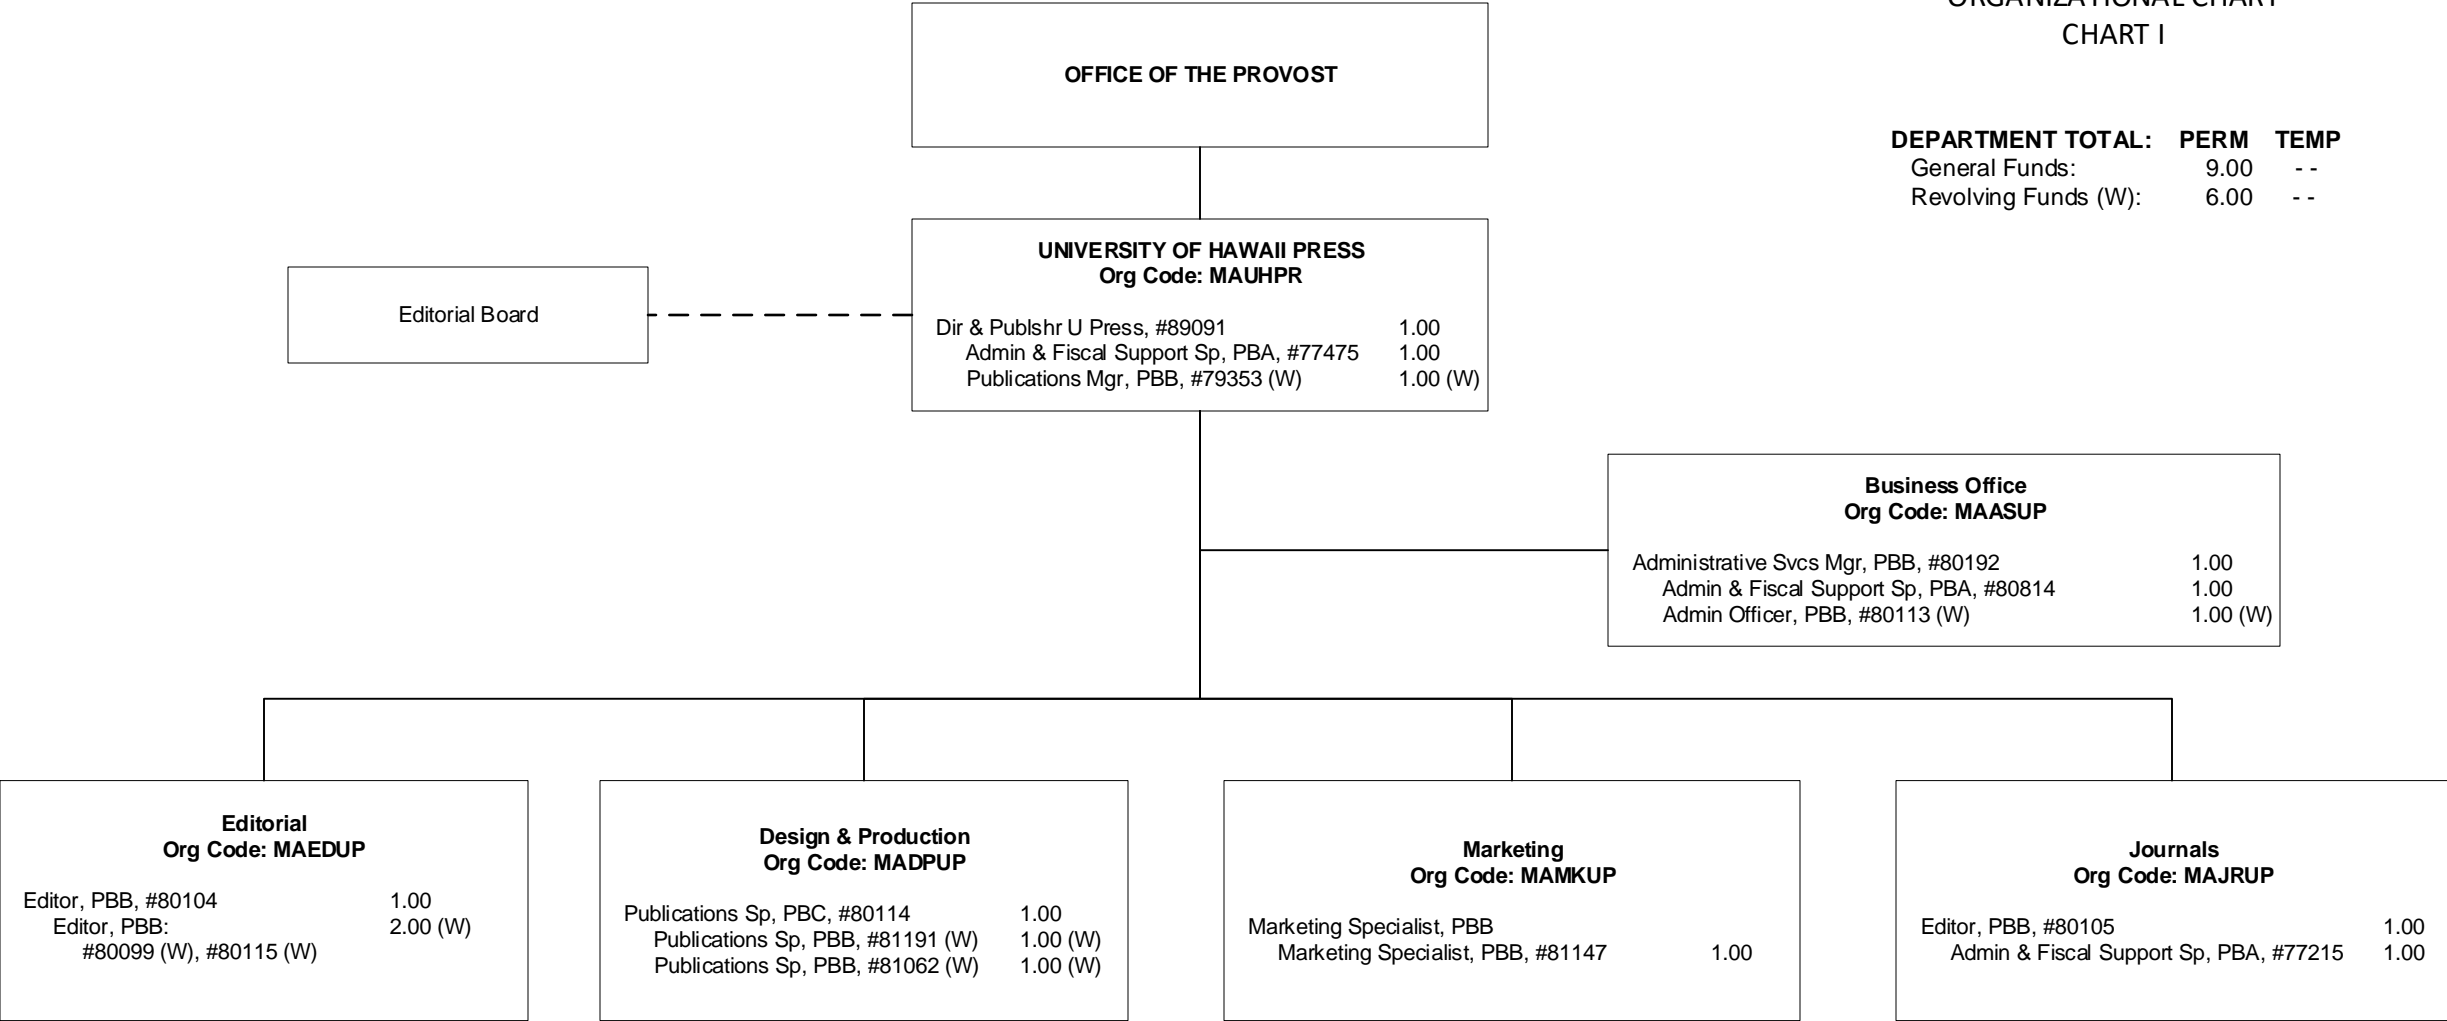 ORGANIZATIONAL CHART
CHART I
OFFICE OF THE PROVOST
DEPARTMENT TOTAL: PERM TEMP
General Funds: 9.00 - -
Revolving Funds (W): 6.00 - -
UNIVERSITY OF HAWAII PRESS
Org Code: MAUHPR
Dir & Publshr U Press, #89091 1.00
Admin & Fiscal Support Sp, PBA, #77475 1.00
Publications Mgr, PBB, #79353 (W) 1.00 (W)
Editorial Board
Business Office
Org Code: MAASUP
Administrative Svcs Mgr, PBB, #80192 1.00
Admin & Fiscal Support Sp, PBA, #80814 1.00
Admin Officer, PBB, #80113 (W) 1.00 (W)
Editorial
Org Code: MAEDUP
Editor, PBB, #80104 1.00
Editor, PBB: 2.00 (W)
#80099 (W), #80115 (W)
Design & Production
Org Code: MADPUP
Publications Sp, PBC, #80114 1.00
Publications Sp, PBB, #81191 (W) 1.00 (W)
Publications Sp, PBB, #81062 (W) 1.00 (W)
Marketing
Org Code: MAMKUP
Marketing Specialist, PBB
Marketing Specialist, PBB, #81147 1.00
Journals
Org Code: MAJRUP
Editor, PBB, #80105 1.00
Admin & Fiscal Support Sp, PBA, #77215 1.00